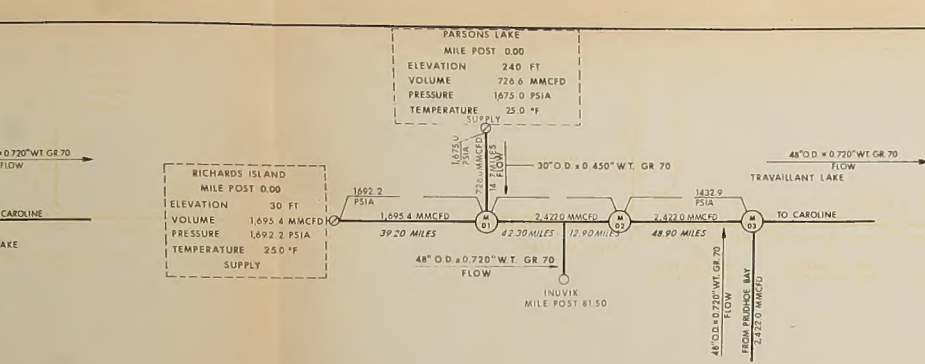 × 0.720" WT. GR 70
FLOW
CAROLINE
AKE
PARSONS LAKE
MILE POST 0.00
ELEVATION 240 FT
VOLUME 726.6 MMCFD
PRESSURE 1,675.0 PSIA
TEMPERATURE 25.0 °F
SUPPLY
RICHARDS ISLAND
MILE POST 0.00
ELEVATION 30 FT
VOLUME 1,695.4 MMCFD
PRESSURE 1,692.2 PSIA
TEMPERATURE 25.0 °F
SUPPLY
1,675.0
PSIA
MMCFD
MILES
FLOW
30" O.D. x 0.450" WT. GR 70
48" O.D. x 0.720" WT. GR 70
FLOW
TRAVAILLANT LAKE
1692.2
PSIA
1,695.4 MMCFD
39.20 MILES
M
01
2,422.0 MMCFD
42.30 MILES
12.90 MILES
M
02
2,422.0 MMCFD
48.90 MILES
1432.9
PSIA
M
03
TO CAROLINE
48" O.D. x 0.720" W.T. GR 70
FLOW
INUVIK
MILE POST 81.50
48" O.D. x 0.720" WT. GR 70
FLOW
FROM PRUDHOE BAY
2,422.0 MMCFD